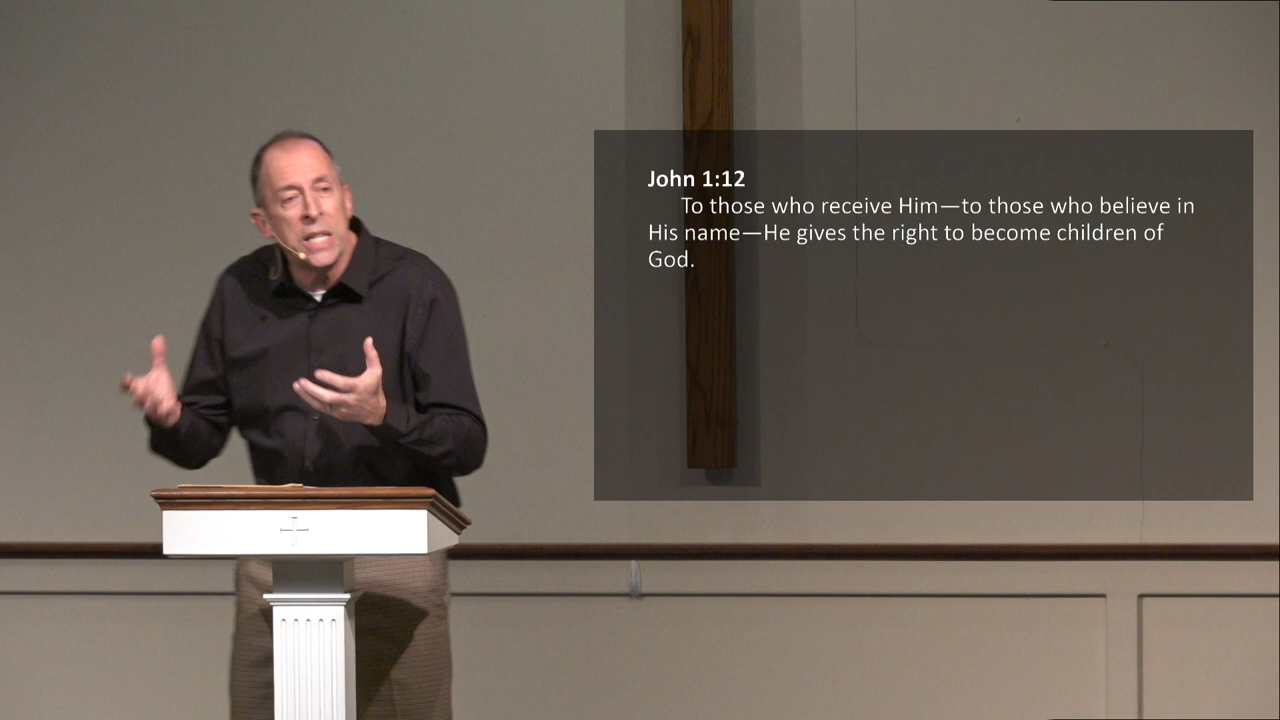 John 1:12
To those who receive Him—to those who believe in
His name—He gives the right to become children of
God.